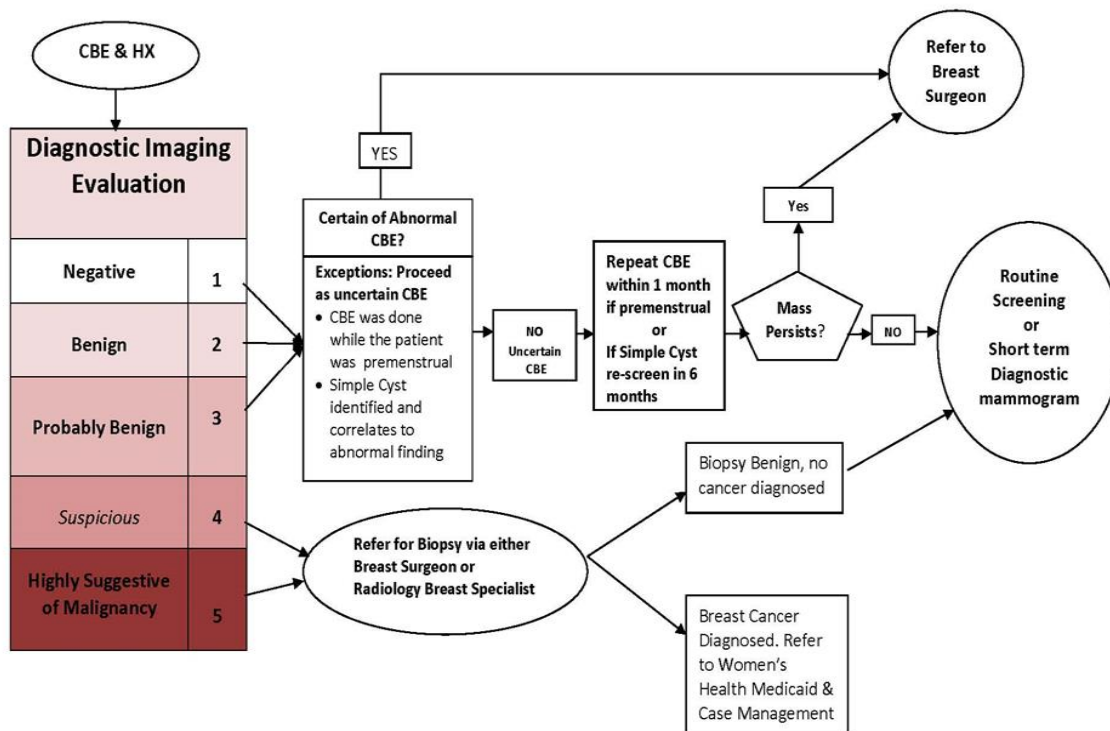 CBE & HX
Diagnostic Imaging
Evaluation
Negative
1
Benign
2
Probably Benign
3
Suspicious
4
Highly Suggestive
of Malignancy
5
YES
Certain of Abnormal
CBE?
Exceptions: Proceed
as uncertain CBE
• CBE was done
while the patient
was premenstrual
• Simple Cyst
identified and
correlates to
abnormal finding
NO
Uncertain
CBE
Repeat CBE
within 1 month
if premenstrual
or
If Simple Cyst
re-screen in 6
months
Mass
Persists?
Yes
Refer to
Breast
Surgeon
NO
Routine
Screening
or
Short term
Diagnostic
mammogram
Refer for Biopsy via either
Breast Surgeon or
Radiology Breast Specialist
Biopsy Benign, no
cancer diagnosed
Breast Cancer
Diagnosed. Refer
to Women's
Health Medicaid &
Case Management